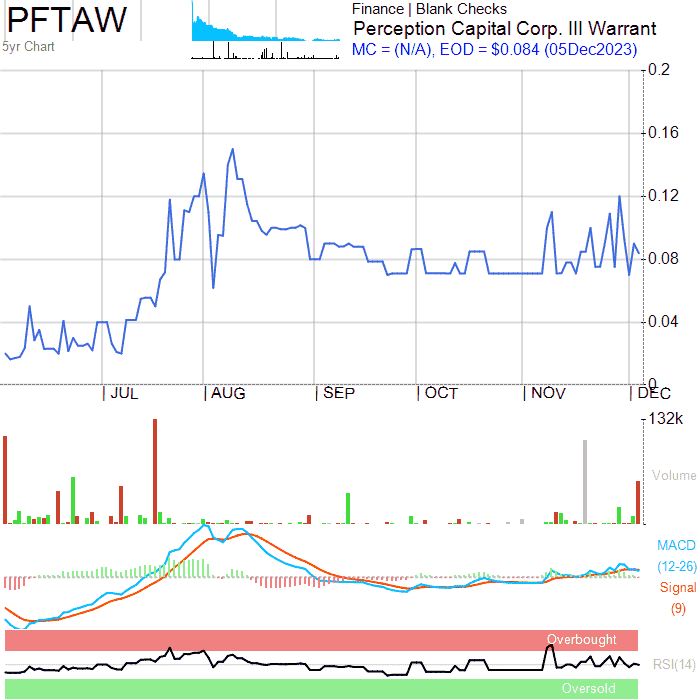 PFTAW
5yr Chart
Finance | Blank Checks
Perception Capital Corp. III Warrant
MC = (N/A), EOD = $0.084 (05Dec2023)
0.2
0.16
0.12
0.08
0.04
0
JUL AUG SEP OCT NOV DEC
132k
Volume
MACD
(12-26)
Signal
(9)
Overbought
RSI(14)
Oversold